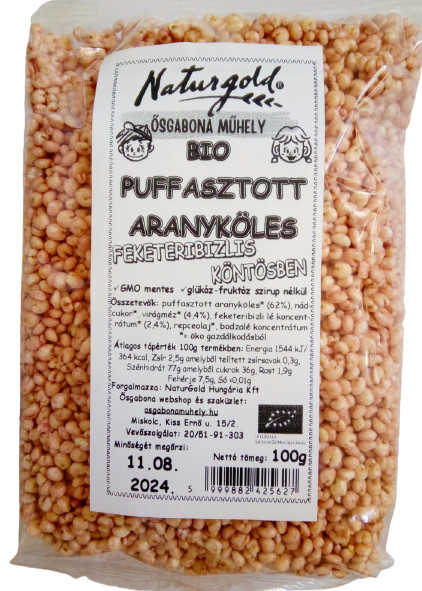 Naturgold®
ŐSGABONA MŰHELY
BIO
PUFFASZTOTT
ARANYKÖLES
FEKETERIBIZLIS
KÖNTÖSBEN
✓GMO mentes ✓glükóz-fruktóz szirup nélkül
Összetevők: puffasztott aranyköles* (62%), nád
cukor*, virágméz* (4,4%), feketeribizli lé koncent-
rátum* (2,4%), repceolaj*, bodzalé koncentrátum
*= öko gazdálkodásból
Átlagos tápérték 100g termékben: Energia 1544 kJ/
364 kcal, Zsír 2,5g amelyből telített zsírsavak 0,3g,
Szénhidrát 77g amelyből cukrok 36g, Rost 1,9g
Fehérje 7,5g, Só <0,01g
Forgalmazza: NaturGold Hungária Kft
Ősgabona webshop és szaküzlet:
osgabonamuhely.hu
Miskolc, Kiss Ernő u. 15/2.
Vevőszolgálat: 20/51-91-303
Minőségét megőrzi:
11.08.
2024.
Nettó tömeg: 100g
5 999882 425627